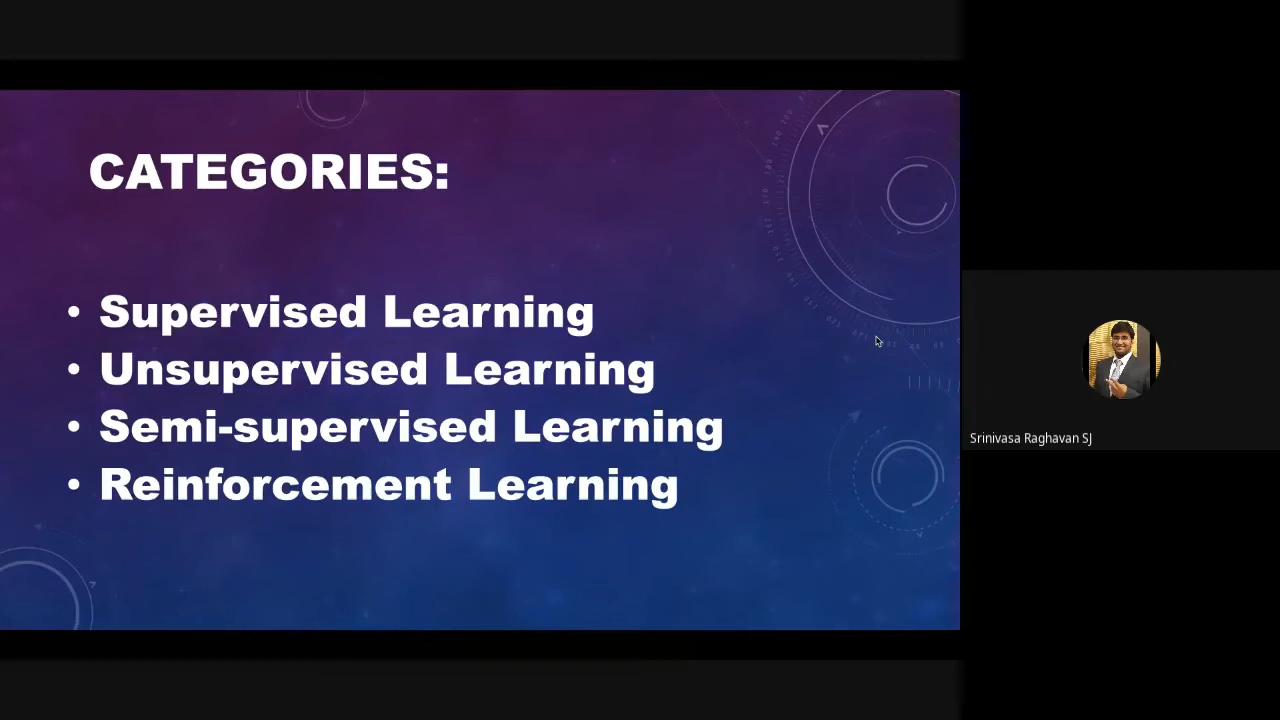 CATEGORIES:
• Supervised Learning
• Unsupervised Learning
• Semi-supervised Learning
• Reinforcement Learning
Srinivasa Raghavan SJ